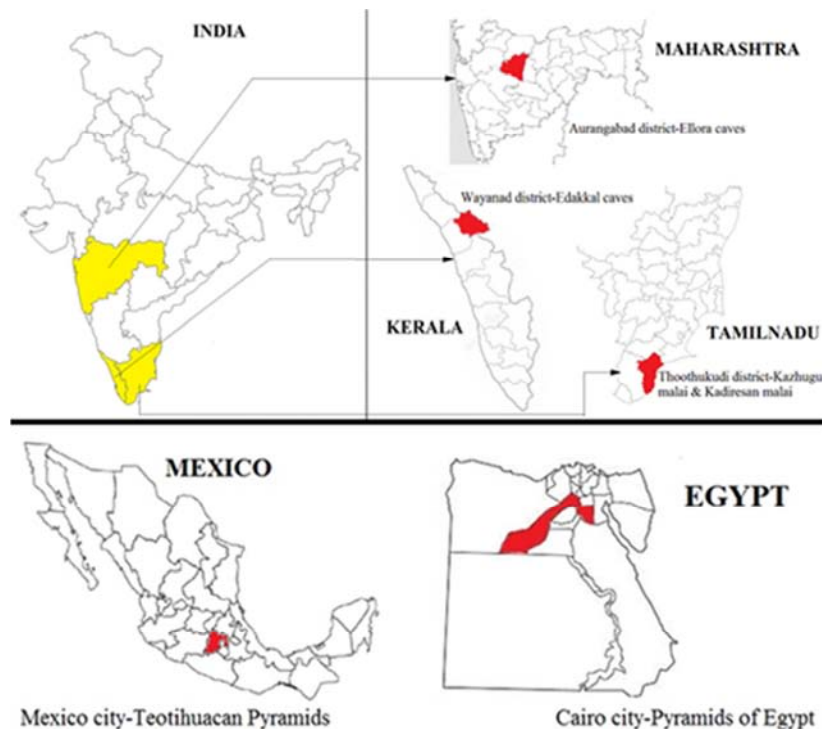 INDIA
MAHARASHTRA
Aurangabad district-Ellora caves
Wayanad district-Edakkal caves
KERALA
TAMILNADU
Thoothukudi district-Kazhugu
malai & Kadiresan malai
MEXICO
EGYPT
Mexico city-Teotihuacan Pyramids
Cairo city-Pyramids of Egypt